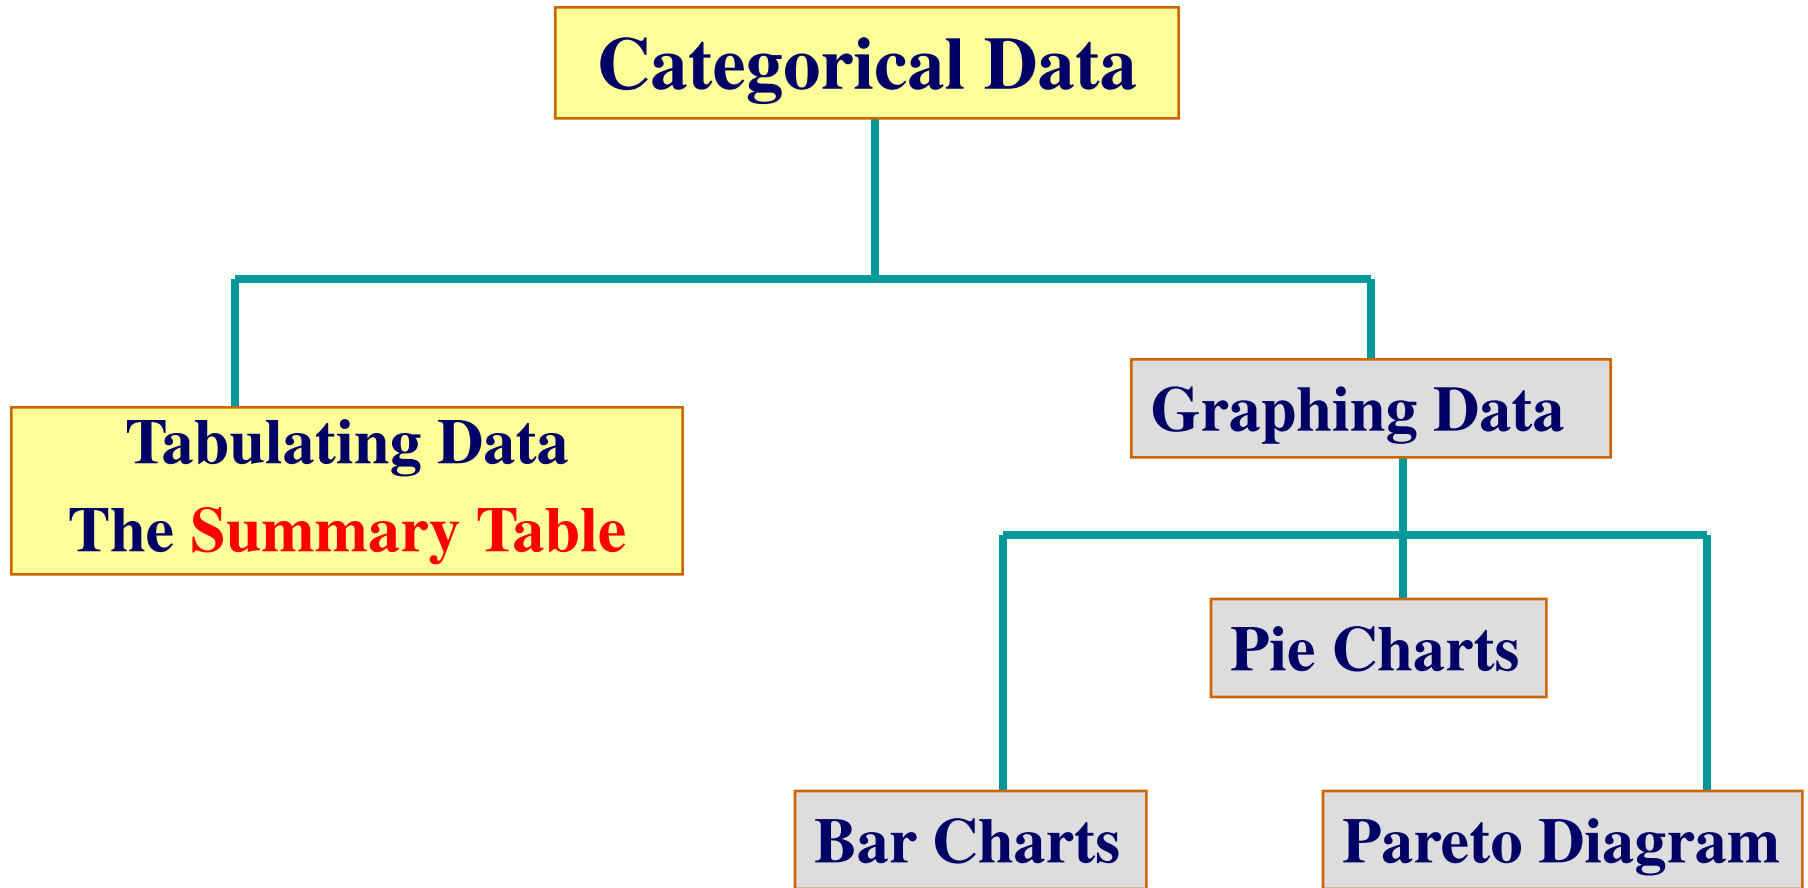 Categorical Data
Tabulating Data
The Summary Table
Graphing Data
Pie Charts
Bar Charts
Pareto Diagram